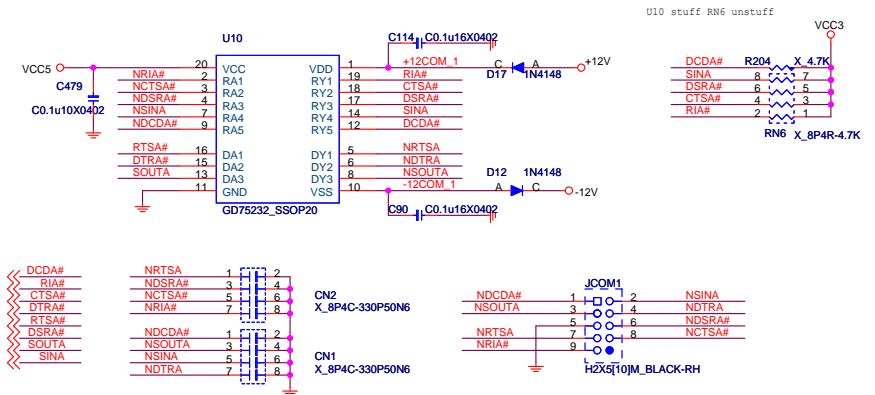 U10 stuff RN6 unstuff
U10
C114 C0.1u16X0402
VCC3
VCC5
20 VCC VDD 1 +12COM_1
D17 C A 1N4148
+12V
NRIA# 2 RA1 RY1 19 RIA#
NCTSA# 3 RA2 RY2 18 CTSA#
NDSRA# 4 RA3 RY3 17 DSRA#
NSINA 7 RA4 RY4 14 SINA
NDCDA# 9 RA5 RY5 12 DCDA#
C479
C0.1u10X0402
RTSA# 16 DA1 DY1 5 NRTSA
DTRA# 15 DA2 DY2 6 NDTRA
SOUTA 13 DA3 DY3 8 NSOUTA
11 GND VSS 10 -12COM_1
GD75232_SSOP20
D12 1N4148
A C
-12V
C90 C0.1u16X0402
DCDA# R204 X_4.7K
SINA 8 7
DSRA# 6 5
CTSA# 4 3
RIA# 2 1
RN6 X_8P4R-4.7K
DCDA#
RIA#
CTSA#
DTRA#
RTSA#
DSRA#
SOUTA
SINA
NRTSA 1 2
NDSRA# 3 4
NCTSA# 5 6
NRIA# 7 8
CN2
X_8P4C-330P50N6
NDCDA# 1 2
NSOUTA 3 4
NSINA 5 6
NDTRA 7 8
CN1
X_8P4C-330P50N6
JCOM1
NDCDA# 1 2 NSINA
NSOUTA 3 4 NDTRA
5 6 NDSRA#
NRTSA 7 8 NCTSA#
NRIA# 9
H2X5[10]M_BLACK-RH